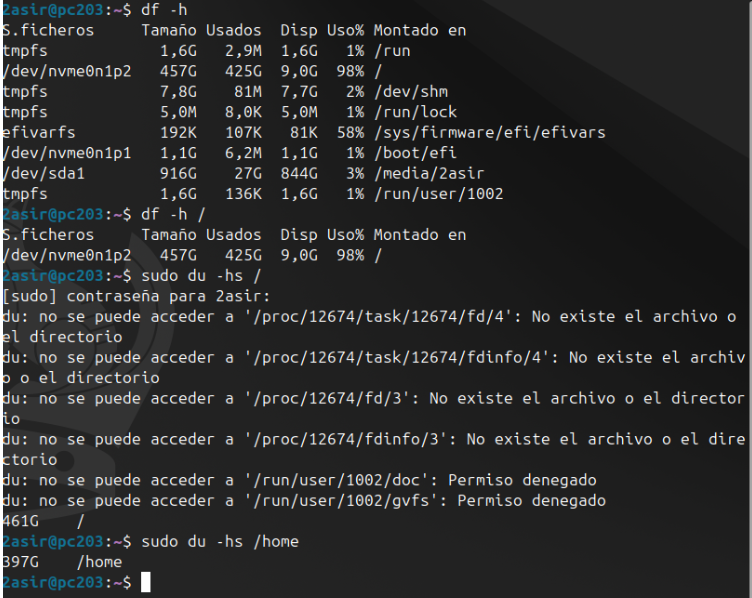 2asir@pc203:~$ df -h
S.ficheros     Tamaño Usados  Disp Uso% Montado en
tmpfs            1,6G   2,9M  1,6G   1% /run
/dev/nvme0n1p2   457G   425G  9,0G  98% /
tmpfs            7,8G    81M  7,7G   2% /dev/shm
tmpfs            5,0M   8,0K  5,0M   1% /run/lock
efivarfs         192K   107K   81K  58% /sys/firmware/efi/efivars
/dev/nvme0n1p1   1,1G   6,2M  1,1G   1% /boot/efi
/dev/sda1        916G    27G  844G   3% /media/2asir
tmpfs            1,6G   136K  1,6G   1% /run/user/1002
2asir@pc203:~$ df -h /
S.ficheros     Tamaño Usados  Disp Uso% Montado en
/dev/nvme0n1p2   457G   425G  9,0G  98% /
2asir@pc203:~$ sudo du -hs /
[sudo] contraseña para 2asir:
du: no se puede acceder a '/proc/12674/task/12674/fd/4': No existe el archivo o
el directorio
du: no se puede acceder a '/proc/12674/task/12674/fdinfo/4': No existe el archiv
o o el directorio
du: no se puede acceder a '/proc/12674/fd/3': No existe el archivo o el director
io
du: no se puede acceder a '/proc/12674/fdinfo/3': No existe el archivo o el dire
ctorio
du: no se puede acceder a '/run/user/1002/doc': Permiso denegado
du: no se puede acceder a '/run/user/1002/gvfs': Permiso denegado
461G    /
2asir@pc203:~$ sudo du -hs /home
397G    /home
2asir@pc203:~$